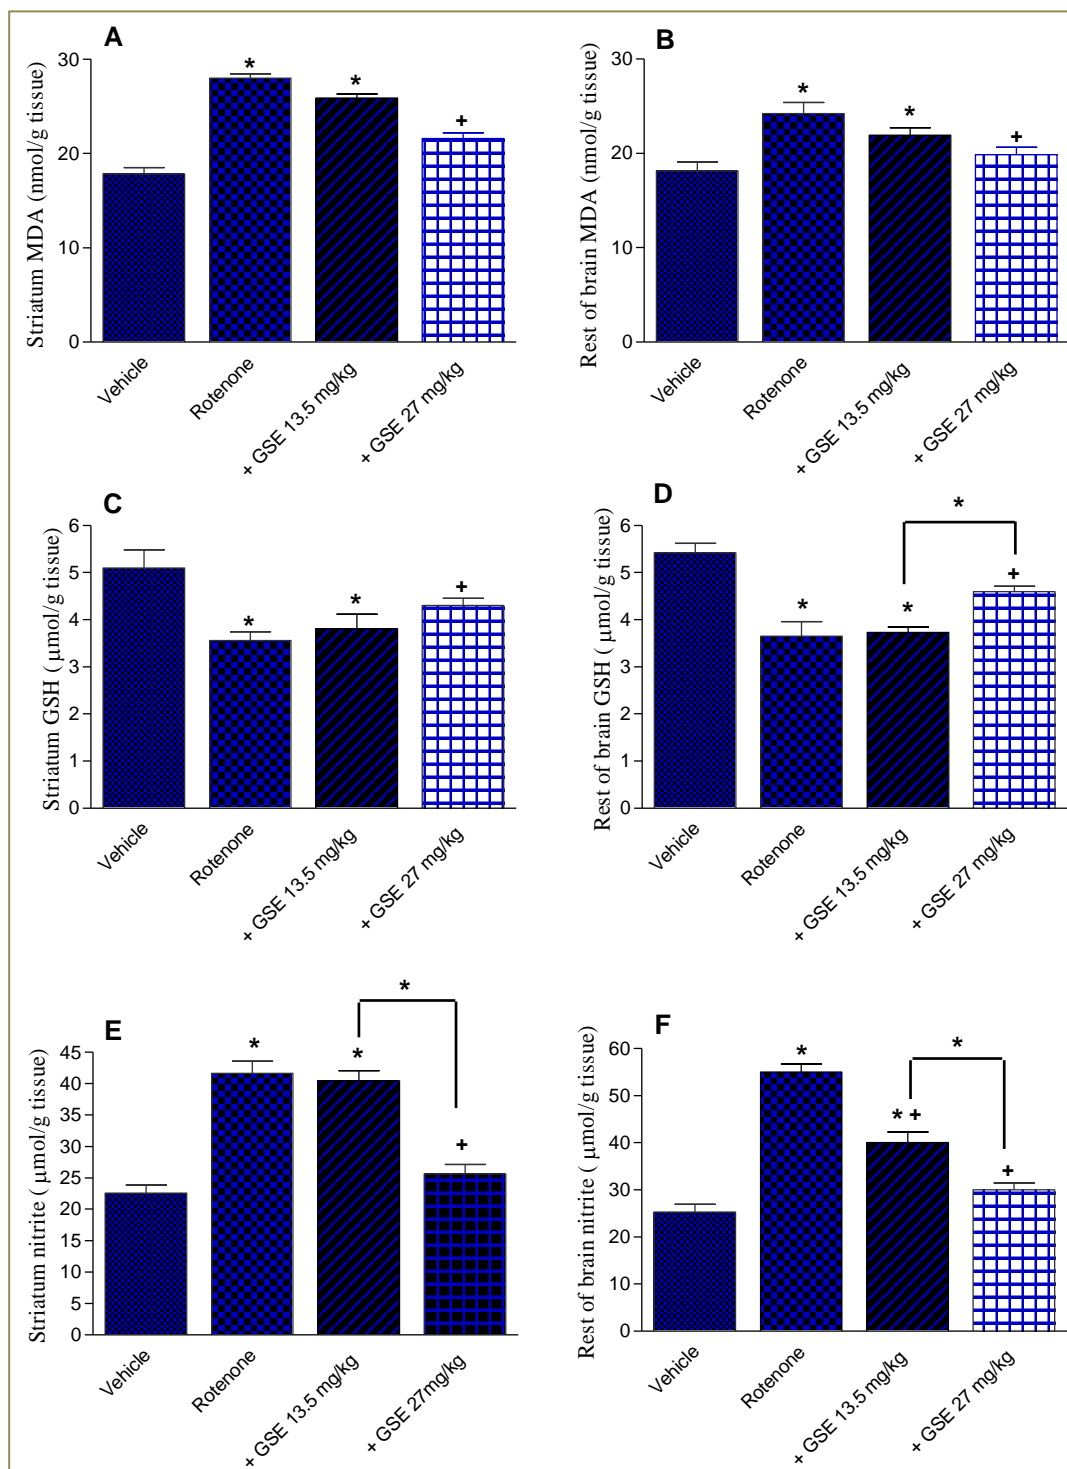 A
Striatum MDA (nmol/g tissue)
30
20
10
0
*
*
+
Vehicle
Rotenone
+ GSE 13.5 mg/kg
+ GSE 27 mg/kg
B
Rest of brain MDA (nmol/g tissue)
30
20
10
0
*
*
+
Vehicle
Rotenone
+ GSE 13.5 mg/kg
+ GSE 27 mg/kg
C
Striatum GSH ( μmol/g tissue)
6
5
4
3
2
1
0
*
*
+
Vehicle
Rotenone
+ GSE 13.5 mg/kg
+ GSE 27 mg/kg
D
Rest of brain GSH ( μmol/g tissue)
6
5
4
3
2
1
0
*
*
*
+
Vehicle
Rotenone
+ GSE 13.5 mg/kg
+ GSE 27 mg/kg
E
Striatum nitrite ( μmol/g tissue)
45
40
35
30
25
20
15
10
5
0
*
*
*
+
Vehicle
Rotenone
+ GSE 13.5 mg/kg
+ GSE 27mg/kg
F
Rest of brain nitrite ( μmol/g tissue)
60
50
40
30
20
10
0
*
*
* +
+
Vehicle
Rotenone
+ GSE 13.5 mg/kg
+ GSE 27 mg/kg